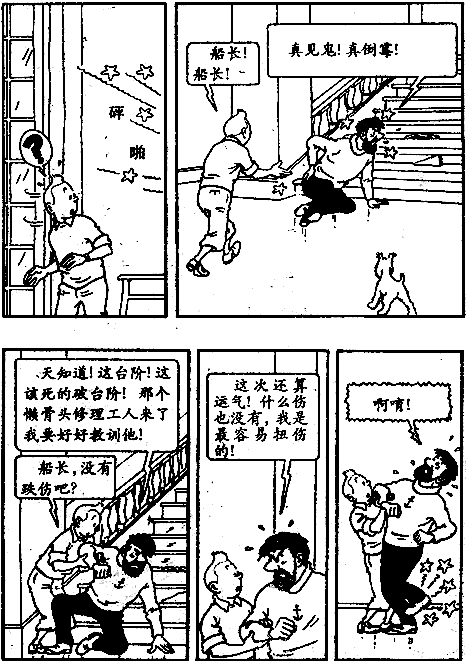 ?
砰
啪
船长!
船长!
真见鬼!真倒霉!
天知道!这台阶!这
该死的破台阶! 那个
懒骨头修理工人来了
我要好好教训他!
船长,没有
跌伤吧?
这次还算
运气!什么伤
也没有,我是
最容易扭伤
的!
啊唷!